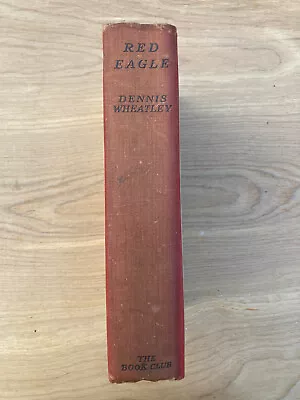 RED
EAGLE
DENNIS
WHEATLEY
THE
BOOK CLUB